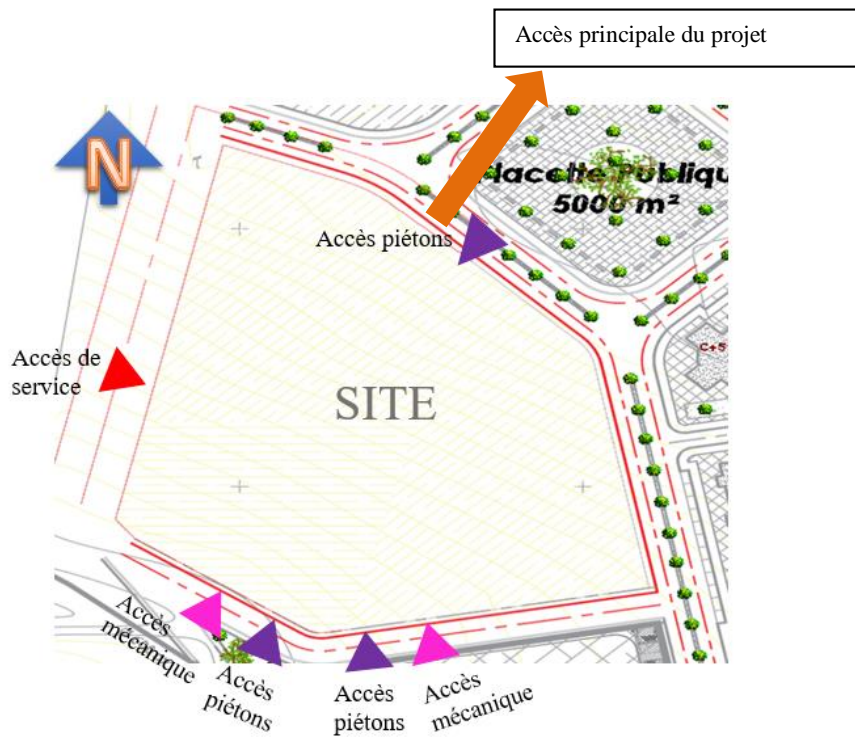 Accès principale du projet
N
Placette Publiqu
5000 m²
Accès piétons
C+5
Accès de
service
SITE
Accès
mécanique
Accès
piétons
Accès
piétons
Accès
mécanique